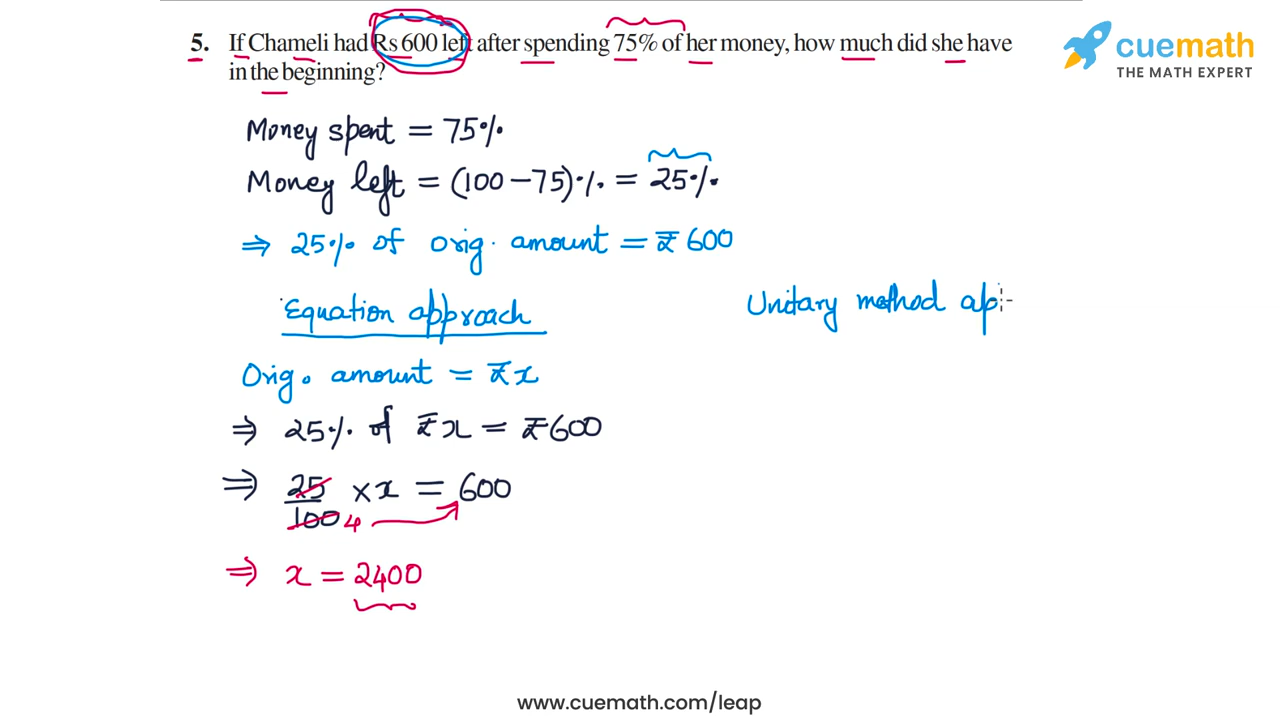 5. If Chameli had Rs 600 left after spending 75% of her money, how much did she have
in the beginning?
cuemath
THE MATH EXPERT
Money spent = 75%
Money left = (100-75)% = 25%
⇒ 25% of orig. amount = ₹600
Equation approach
Unitary method ap
Orig. amount = ₹x
⇒ 25% of ₹x = ₹600
⇒ 25/100 4 × x = 600
⇒ x = 2400
www.cuemath.com/leap